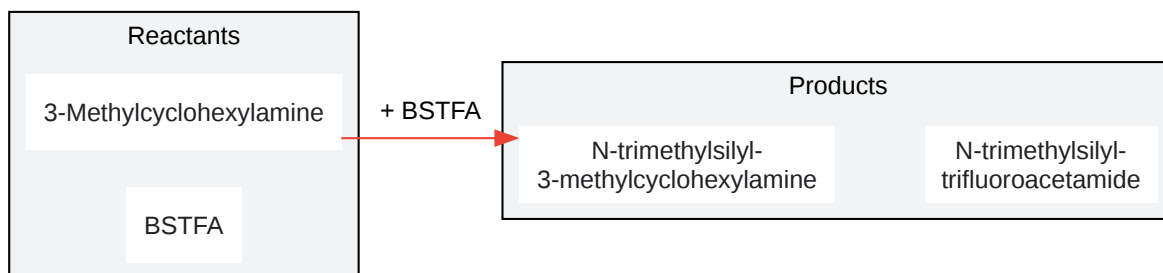 Reactants
3-Methylcyclohexylamine
BSTFA
+ BSTFA
Products
N-trimethylsilyl-
3-methylcyclohexylamine
N-trimethylsilyl-
trifluoroacetamide